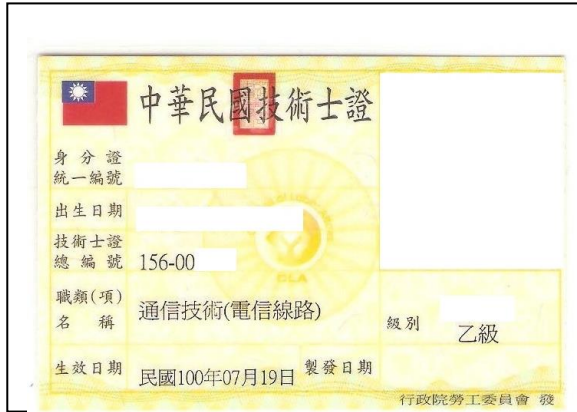 中華民國技術士證
身分證
統一編號
出生日期
技術士證
總編號 156-00
職類(項)
名稱 通信技術(電信線路)
級別 乙級
生效日期 民國100年07月19日 製發日期
行政院勞工委員會 發
CLA